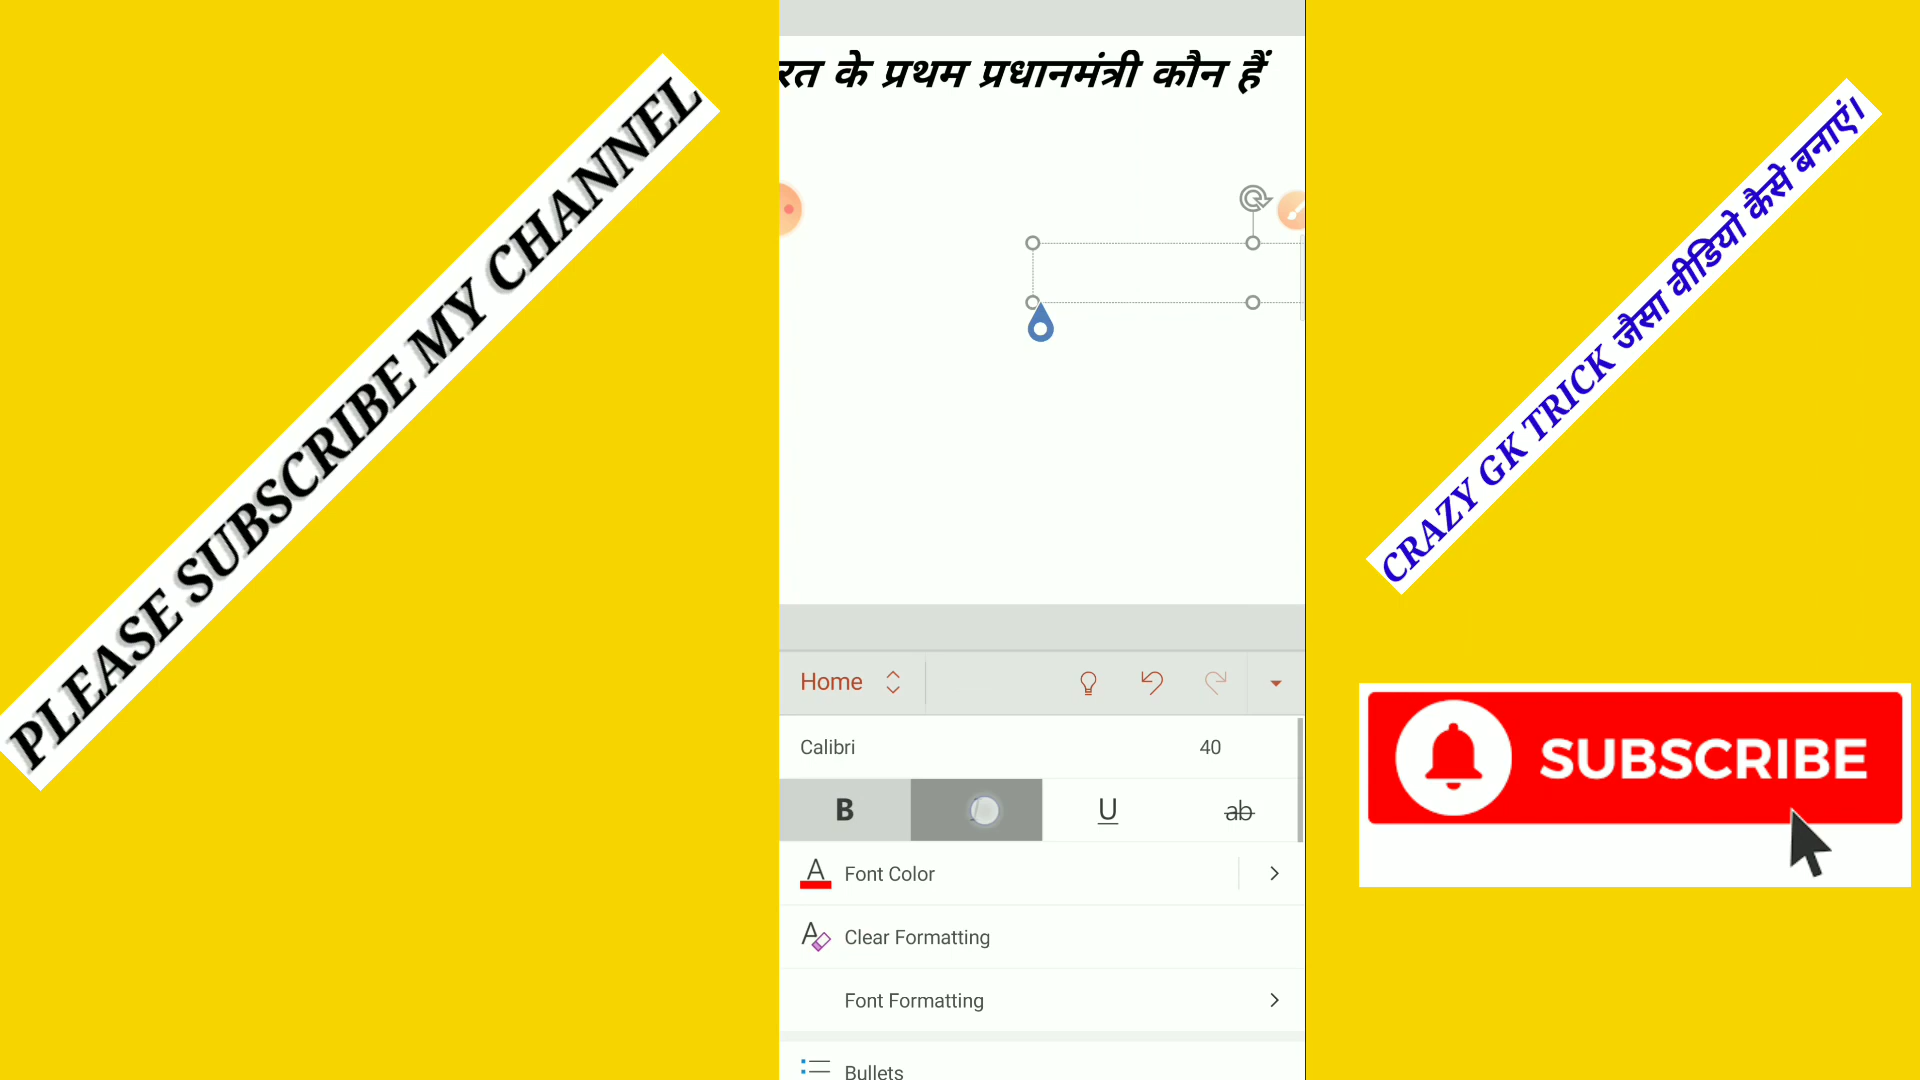 PLEASE SUBSCRIBE MY CHANNEL
रत के प्रथम प्रधानमंत्री कौन हैं
CRAZY GK TRICK जैसा वीडियो कैसे बनाएं।
Home
Calibri 40
B U ab
A Font Color
A Clear Formatting
Font Formatting
Bullets
SUBSCRIBE